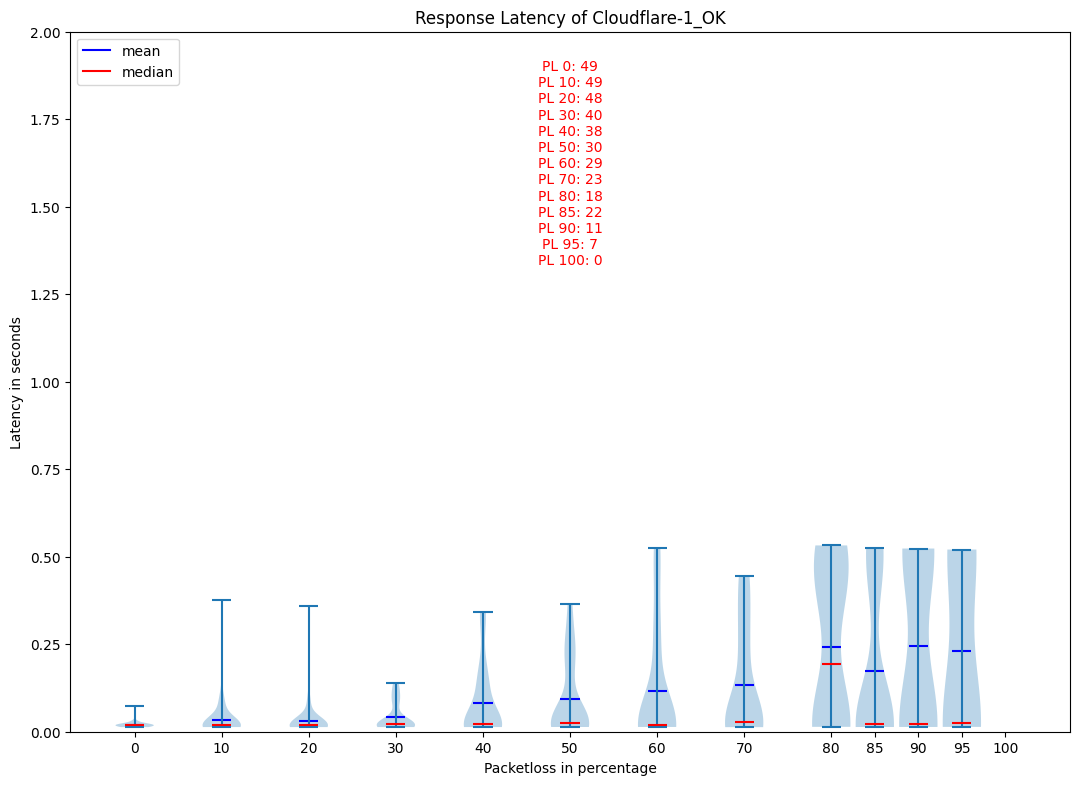 Response Latency of Cloudflare-1_OK
mean
median
PL 0: 49
PL 10: 49
PL 20: 48
PL 30: 40
PL 40: 38
PL 50: 30
PL 60: 29
PL 70: 23
PL 80: 18
PL 85: 22
PL 90: 11
PL 95: 7
PL 100: 0
Latency in seconds
2.00
1.75
1.50
1.25
1.00
0.75
0.50
0.25
0.00
0 10 20 30 40 50 60 70 80 85 90 95 100
Packetloss in percentage